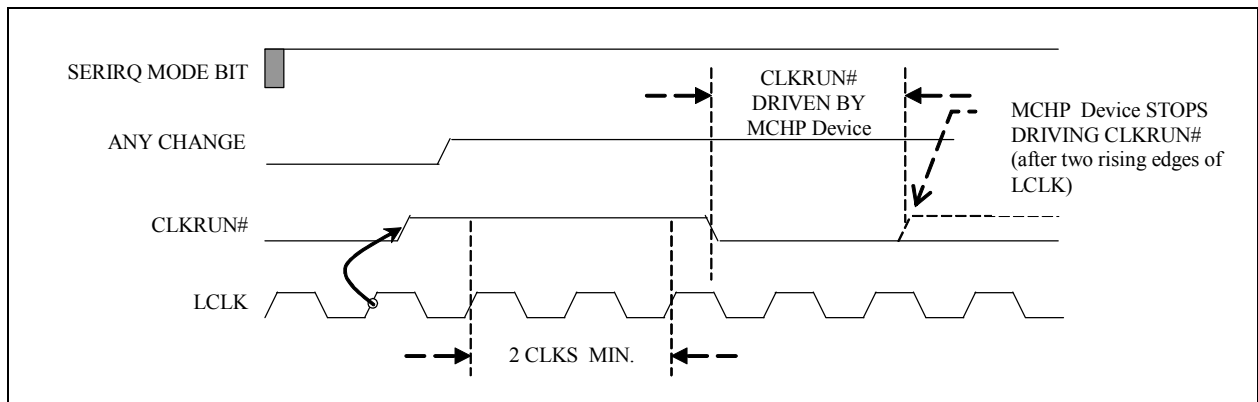 SERIRQ MODE BIT
CLKRUN#
DRIVEN BY
MCHP Device
MCHP Device STOPS
DRIVING CLKRUN#
(after two rising edges of
LCLK)
ANY CHANGE
CLKRUN#
LCLK
2 CLKS MIN.